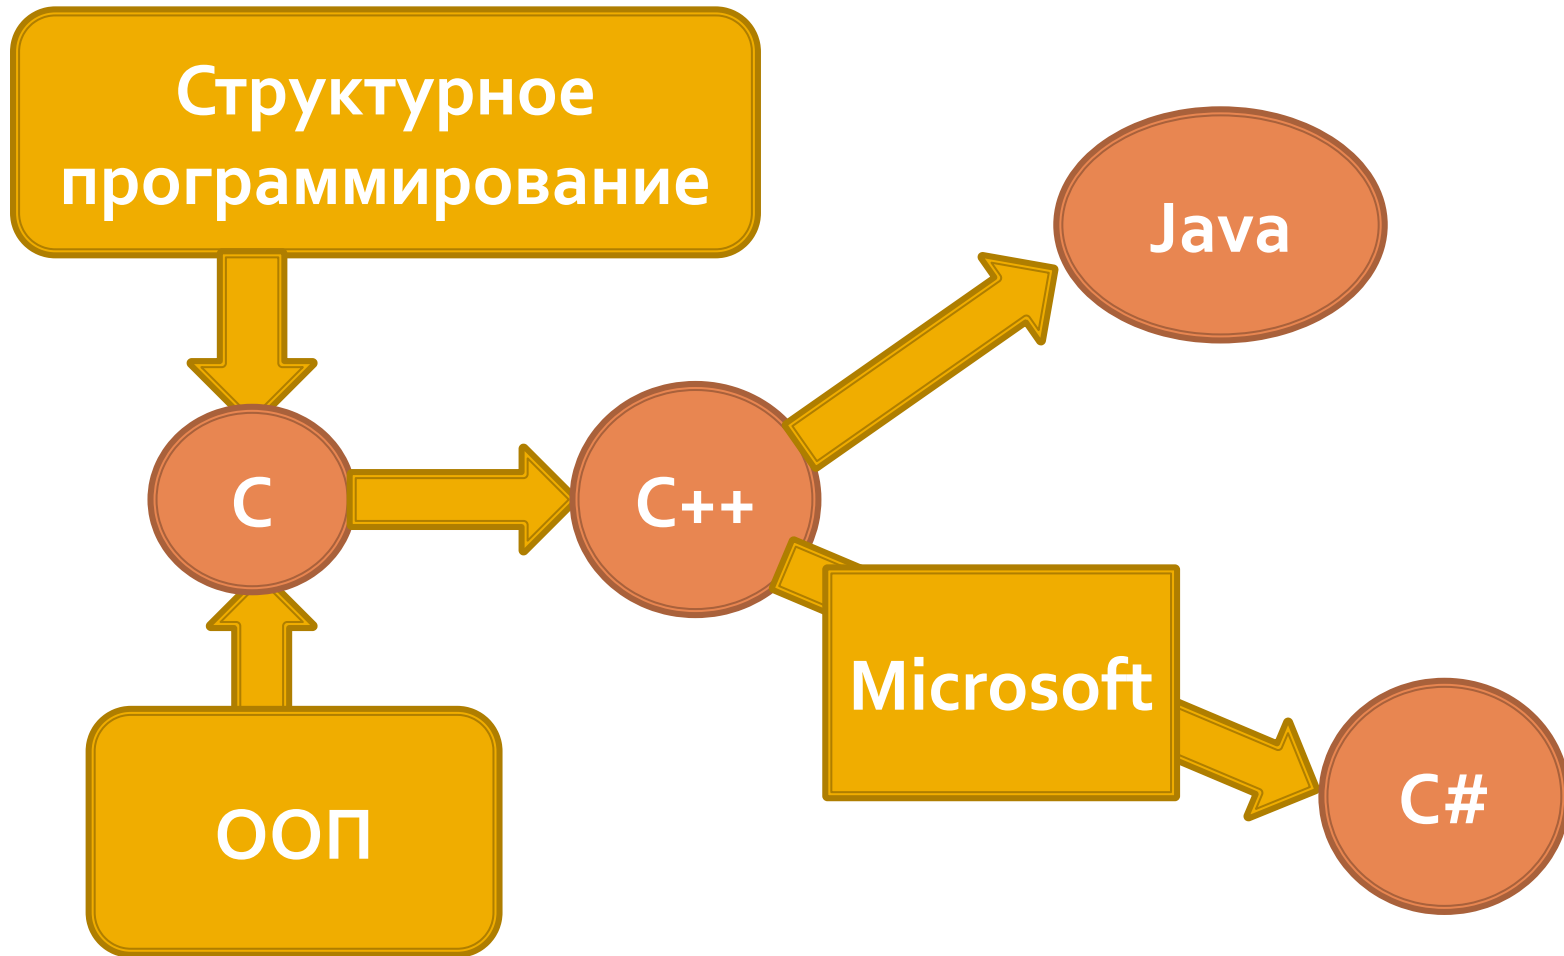 Структурное
программирование
Java
C
C++
Microsoft
C#
ООП